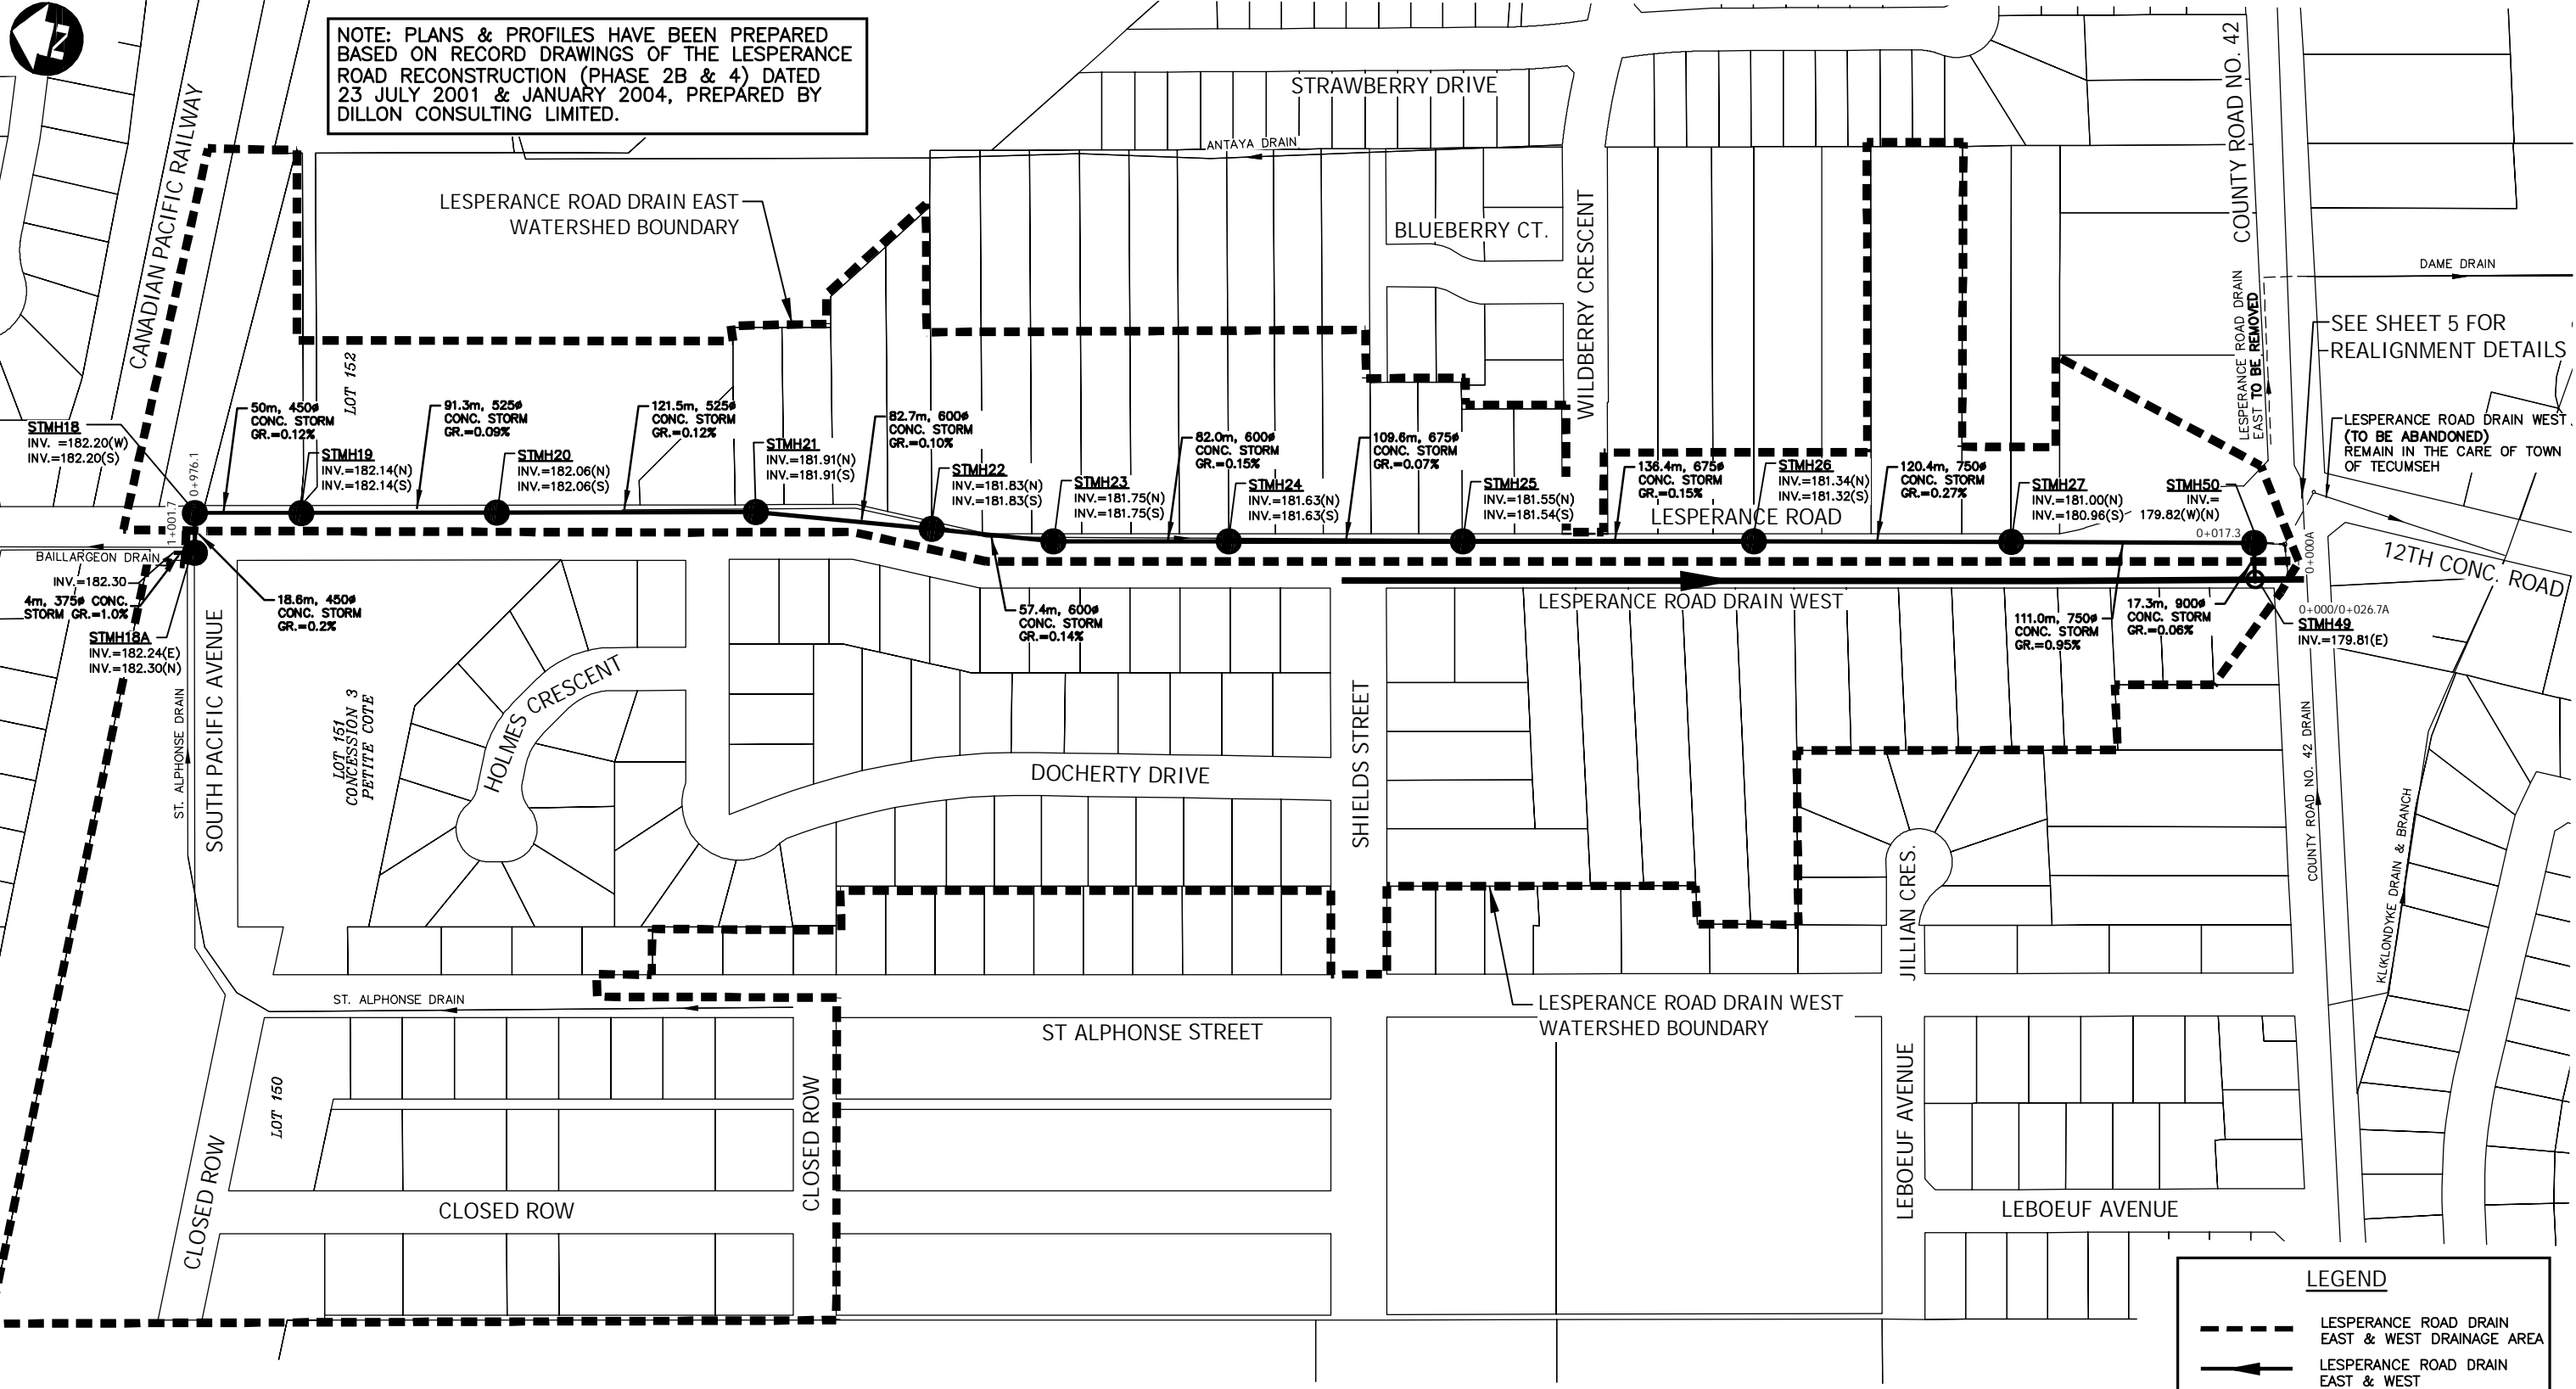 N
NOTE: PLANS & PROFILES HAVE BEEN PREPARED
BASED ON RECORD DRAWINGS OF THE LESPERANCE
ROAD RECONSTRUCTION (PHASE 2B & 4) DATED
23 JULY 2001 & JANUARY 2004, PREPARED BY
DILLON CONSULTING LIMITED.
CANADIAN PACIFIC RAILWAY
STRAWBERRY DRIVE
ANTAYA DRAIN
LESPERANCE ROAD DRAIN EAST
WATERSHED BOUNDARY
BLUEBERRY CT.
WILDBERRY CRESCENT
COUNTY ROAD NO. 42
DAME DRAIN
LESPERANCE ROAD DRAIN
EAST TO BE REMOVED
SEE SHEET 5 FOR
REALIGNMENT DETAILS
LESPERANCE ROAD DRAIN WEST
(TO BE ABANDONED)
REMAIN IN THE CARE OF TOWN
OF TECUMSEH
LOT 152
STMH18
INV. =182.20(W)
INV.=182.20(S)
50m, 450ø
CONC. STORM
GR.=0.12%
STMH19
INV.=182.14(N)
INV.=182.14(S)
91.3m, 525ø
CONC. STORM
GR.=0.09%
STMH20
INV.=182.06(N)
INV.=182.06(S)
121.5m, 525ø
CONC. STORM
GR.=0.12%
STMH21
INV.=181.91(N)
INV.=181.91(S)
82.7m, 600ø
CONC. STORM
GR.=0.10%
STMH22
INV.=181.83(N)
INV.=181.83(S)
STMH23
INV.=181.75(N)
INV.=181.75(S)
82.0m, 600ø
CONC. STORM
GR.=0.15%
STMH24
INV.=181.63(N)
INV.=181.63(S)
109.6m, 675ø
CONC. STORM
GR.=0.07%
STMH25
INV.=181.55(N)
INV.=181.54(S)
136.4m, 675ø
CONC. STORM
GR.=0.15%
STMH26
INV.=181.34(N)
INV.=181.32(S)
120.4m, 750ø
CONC. STORM
GR.=0.27%
STMH27
INV.=181.00(N)
INV.=180.96(S)
STMH50
INV.=
179.82(W)(N)
LESPERANCE ROAD
0+976.1
1+001.7
0+017.3
0+000A
12TH CONC. ROAD
BAILLARGEON DRAIN
INV.=182.30
4m, 375ø CONC.
STORM GR.=1.0%
STMH18A
INV.=182.24(E)
INV.=182.30(N)
18.6m, 450ø
CONC. STORM
GR.=0.2%
57.4m, 600ø
CONC. STORM
GR.=0.14%
LESPERANCE ROAD DRAIN WEST
111.0m, 750ø
CONC. STORM
GR.=0.95%
17.3m, 900ø
CONC. STORM
GR.=0.06%
0+000/0+026.7A
STMH49
INV.=179.81(E)
ST. ALPHONSE DRAIN
SOUTH PACIFIC AVENUE
LOT 151
CONCESSION 3
PETITE COTE
HOLMES CRESCENT
DOCHERTY DRIVE
SHIELDS STREET
JILLIAN CRES.
COUNTY ROAD NO. 42 DRAIN
KL(KLONDYKE DRAIN & BRANCH
ST. ALPHONSE DRAIN
ST ALPHONSE STREET
LESPERANCE ROAD DRAIN WEST
WATERSHED BOUNDARY
LOT 150
CLOSED ROW
CLOSED ROW
CLOSED ROW
LEBOEUF AVENUE
LEBOEUF AVENUE
LEGEND
LESPERANCE ROAD DRAIN
EAST & WEST DRAINAGE AREA
LESPERANCE ROAD DRAIN
EAST & WEST